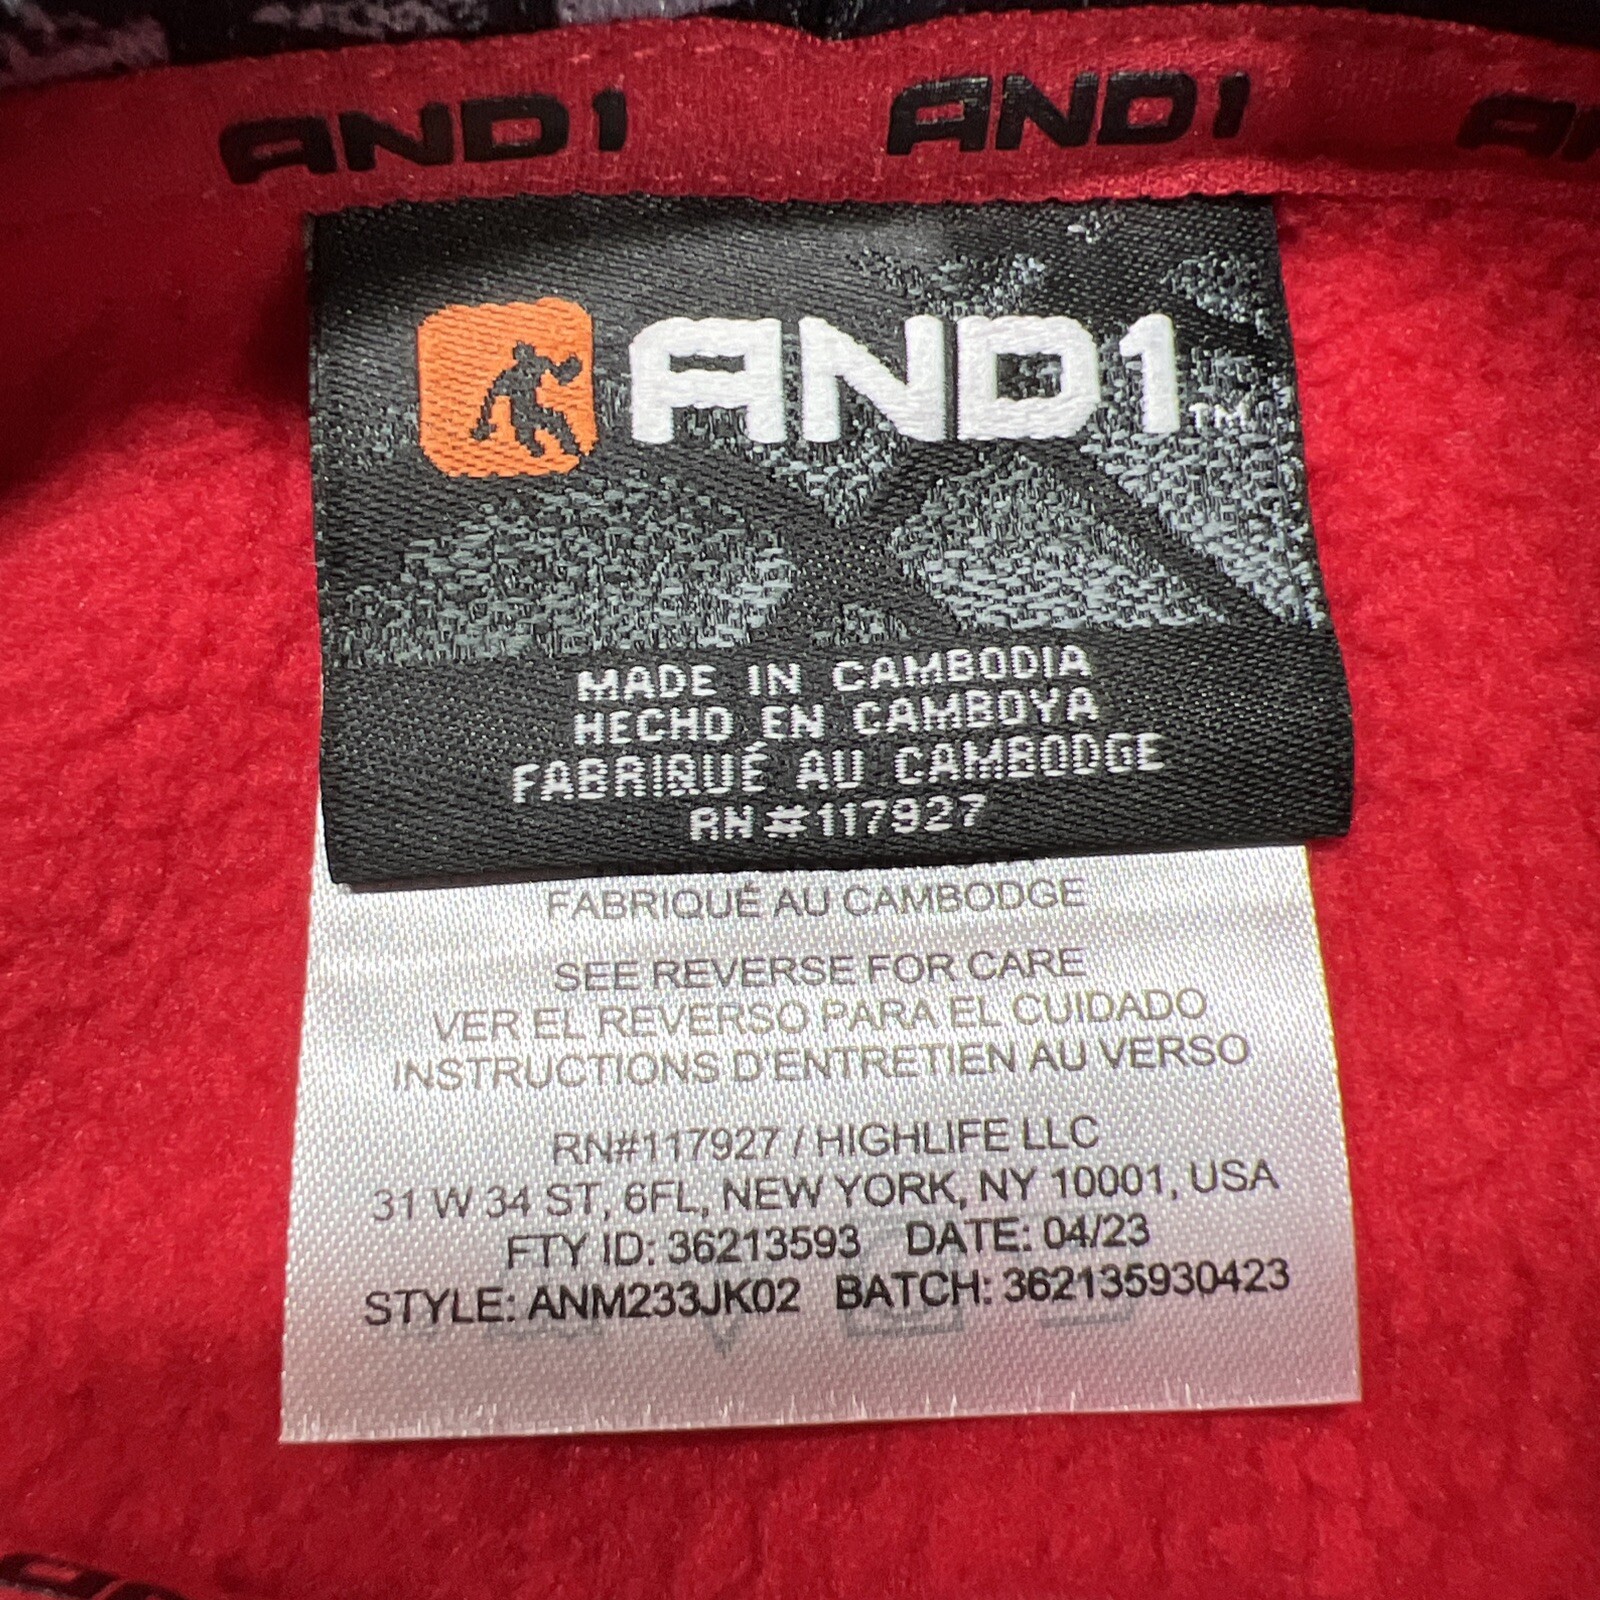 AND1 AND1
AND1™
MADE IN CAMBODIA
HECHO EN CAMBOYA
FABRIQUÉ AU CAMBODGE
RN #117927
FABRIQUÉ AU CAMBODGE
SEE REVERSE FOR CARE
VER EL REVERSO PARA EL CUIDADO
INSTRUCTIONS D'ENTRETIEN AU VERSO
RN#117927 / HIGHLIFE LLC
31 W 34 ST, 6FL, NEW YORK, NY 10001, USA
FTY ID: 36213593 DATE: 04/23
STYLE: ANM233JK02 BATCH: 362135930423